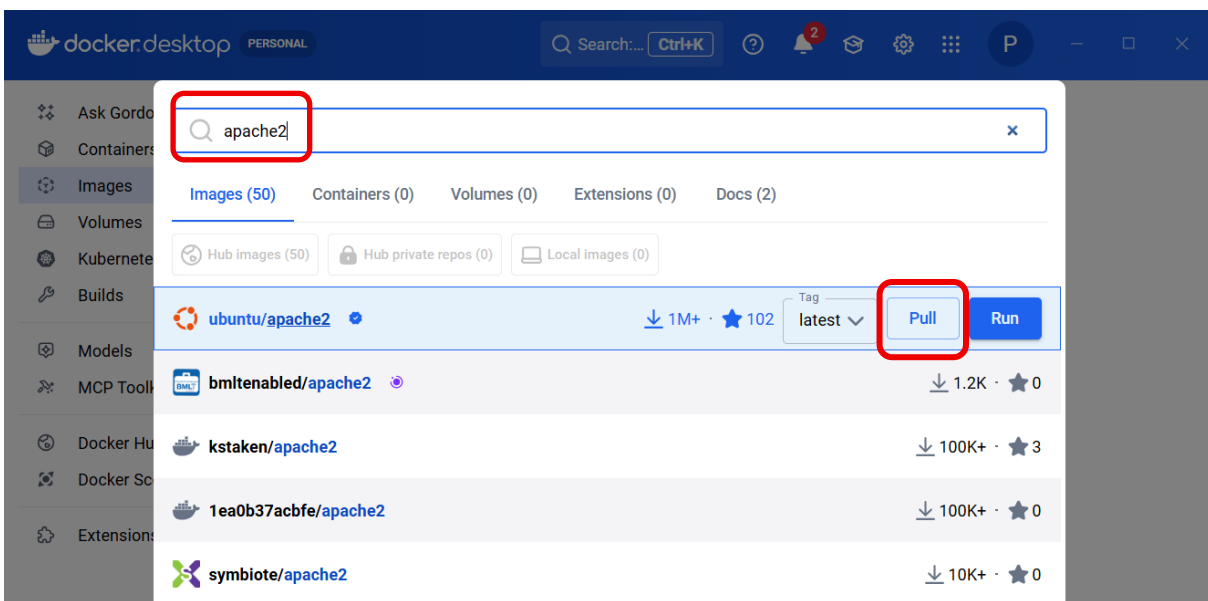 docker.desktop PERSONAL Search:... Ctrl+K 2 P
Ask Gordo
Containers
Images
Volumes
Kubernete
Builds
Models
MCP Toolk
Docker Hu
Docker Sc
Extensions
apache2
Images (50) Containers (0) Volumes (0) Extensions (0) Docs (2)
Hub images (50) Hub private repos (0) Local images (0)
ubuntu/apache2 1M+ · 102 Tag latest Pull Run
BMLT bmltenabled/apache2 1.2K · 0
kstaken/apache2 100K+ · 3
1ea0b37acbfe/apache2 100K+ · 0
symbiote/apache2 10K+ · 0